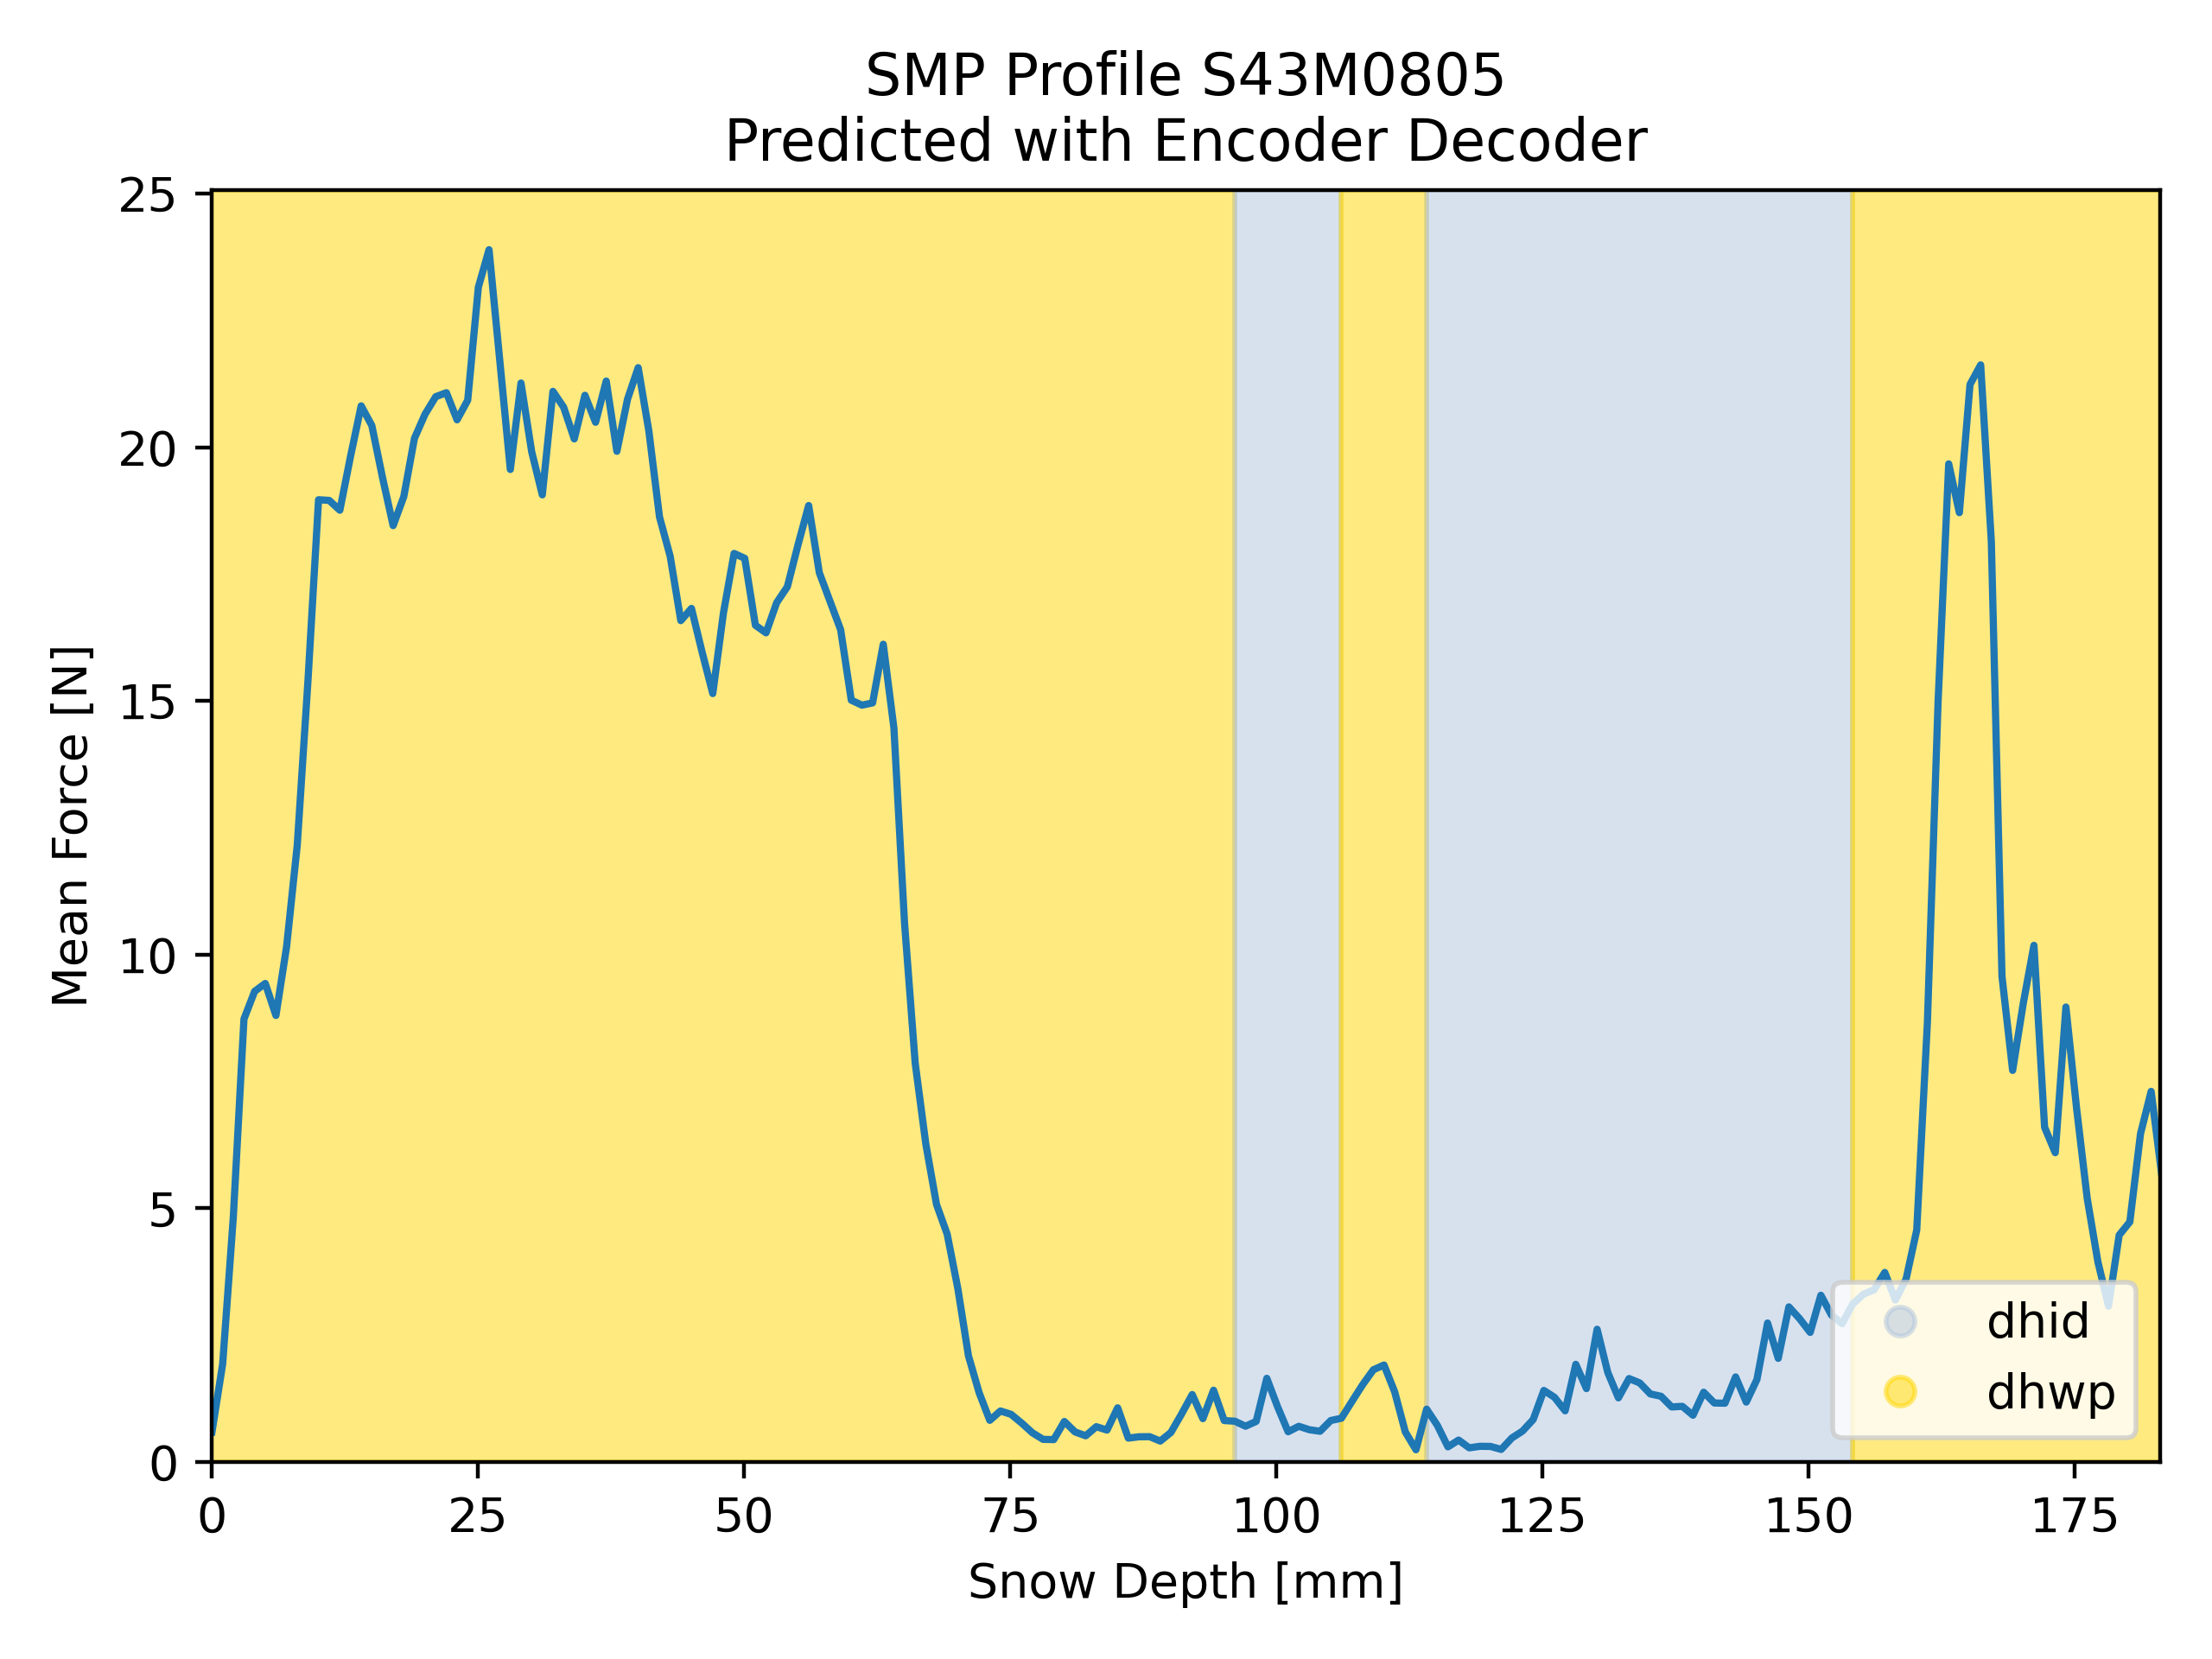 SMP Profile S43M0805
Predicted with Encoder Decoder
25
20
15
10
5
0
Mean Force [N]
0 25 50 75 100 125 150 175
Snow Depth [mm]
dhid
dhwp